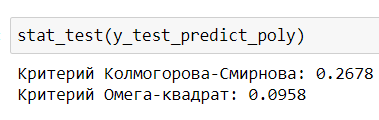 stat_test(y_test_predict_poly)
Критерий Колмогорова-Смирнова: 0.2678
Критерий Омега-квадрат: 0.0958